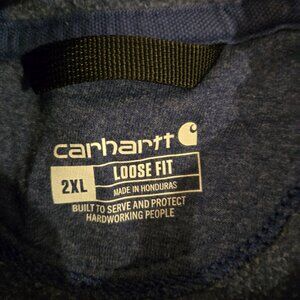 carhartt
2XL LOOSE FIT
MADE IN HONDURAS
BUILT TO SERVE AND PROTECT
HARDWORKING PEOPLE